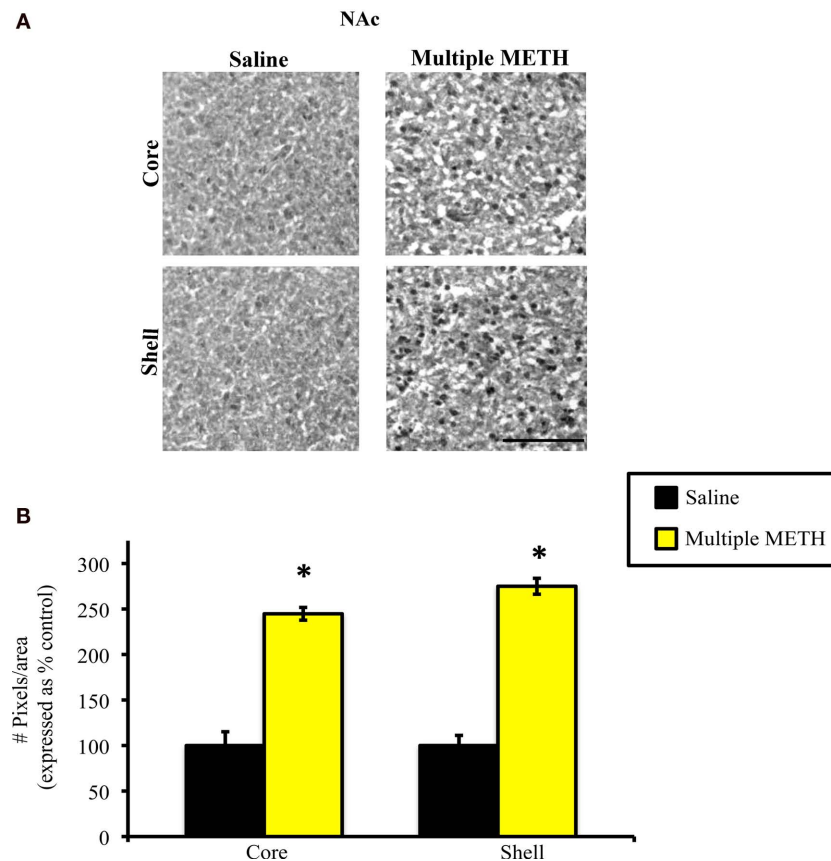 A
NAc
Saline
Multiple METH
Core
Shell
B
Saline
Multiple METH
# Pixels/area
(expressed as % control)
300
250
200
150
100
50
0
*
*
Core
Shell